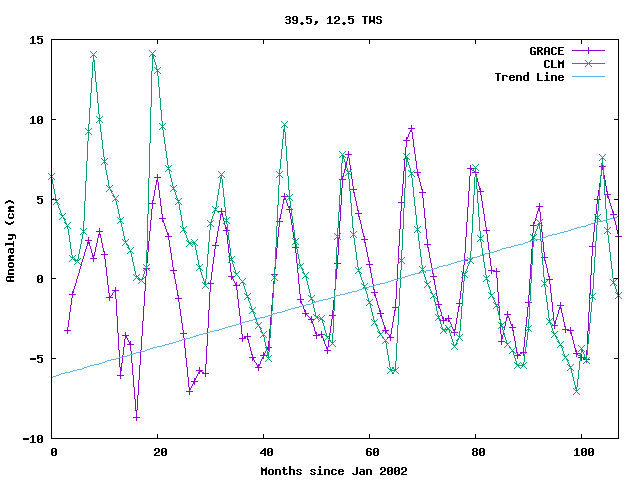 39.5, 12.5 TWS
GRACE
CLM
Trend Line
15
10
5
0
-5
-10
Anomaly (cm)
0 20 40 60 80 100
Months since Jan 2002